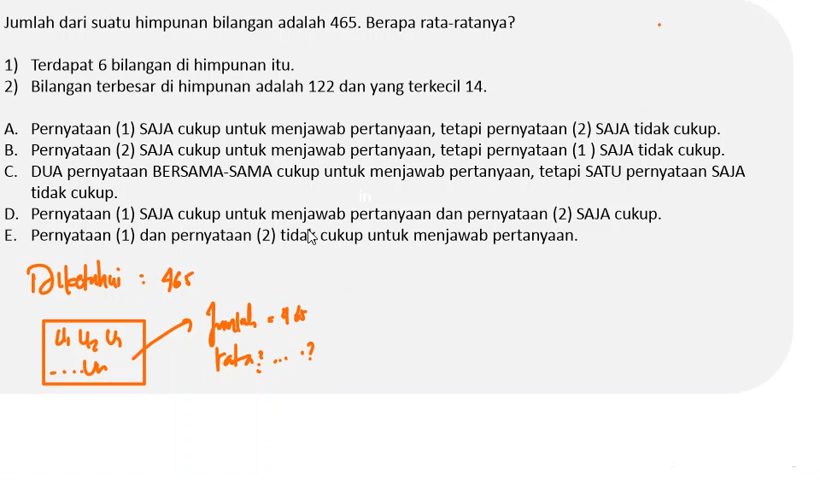 Jumlah dari suatu himpunan bilangan adalah 465. Berapa rata-ratanya?
1) Terdapat 6 bilangan di himpunan itu.
2) Bilangan terbesar di himpunan adalah 122 dan yang terkecil 14.
A. Pernyataan (1) SAJA cukup untuk menjawab pertanyaan, tetapi pernyataan (2) SAJA tidak cukup.
B. Pernyataan (2) SAJA cukup untuk menjawab pertanyaan, tetapi pernyataan (1 ) SAJA tidak cukup.
C. DUA pernyataan BERSAMA-SAMA cukup untuk menjawab pertanyaan, tetapi SATU pernyataan SAJA
tidak cukup.
D. Pernyataan (1) SAJA cukup untuk menjawab pertanyaan dan pernyataan (2) SAJA cukup.
E. Pernyataan (1) dan pernyataan (2) tidak cukup untuk menjawab pertanyaan.
Diketahui : 465
Jumlah = 465
U1 U2 U3
rata2 : ... . ?
.... Un